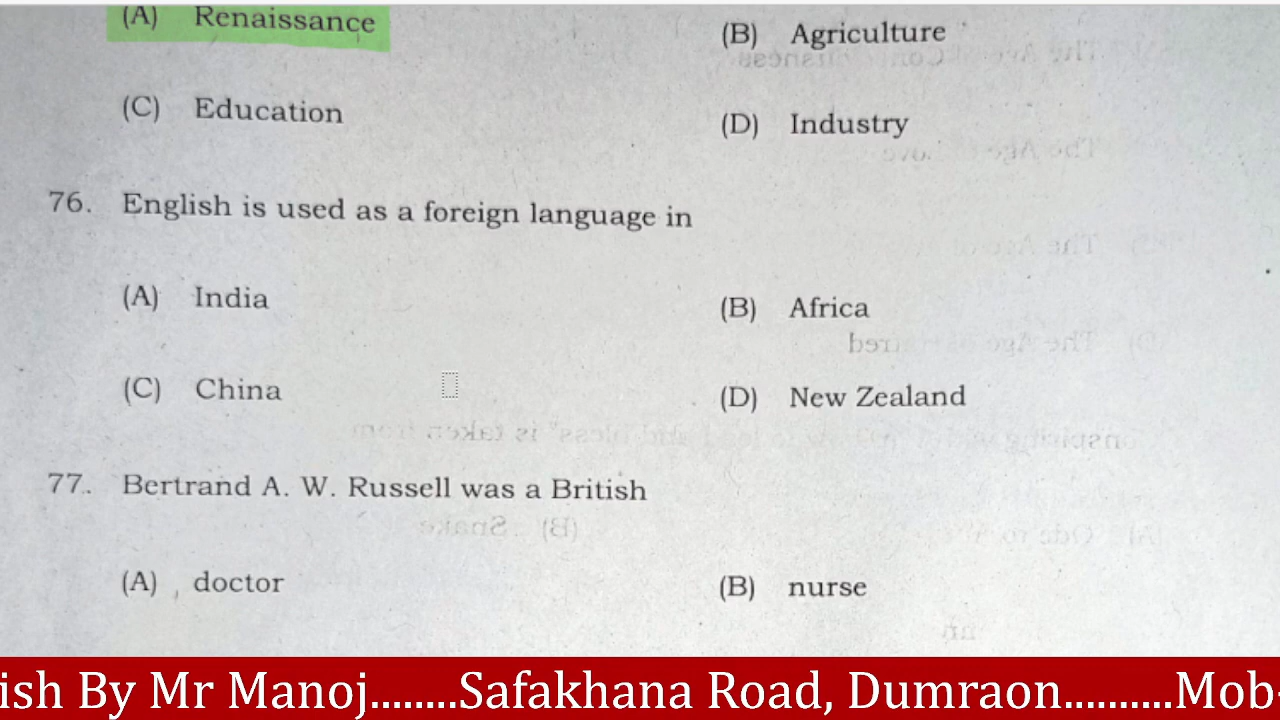 (A) Renaissance
(B) Agriculture
(C) Education
(D) Industry
76. English is used as a foreign language in
(A) India
(B) Africa
(C) China
(D) New Zealand
77. Bertrand A. W. Russell was a British
(A) doctor
(B) nurse
ish By Mr Manoj........Safakhana Road, Dumraon..........Mob-